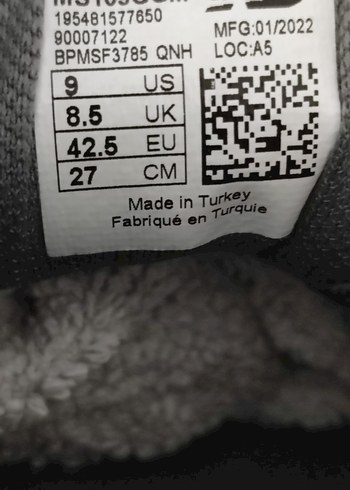 195481577650
90007122
BPMSF3785 QNH
MFG:01/2022
LOC:A5
9 US
8.5 UK
42.5 EU
27 CM
Made in Turkey
Fabriqué en Turquie